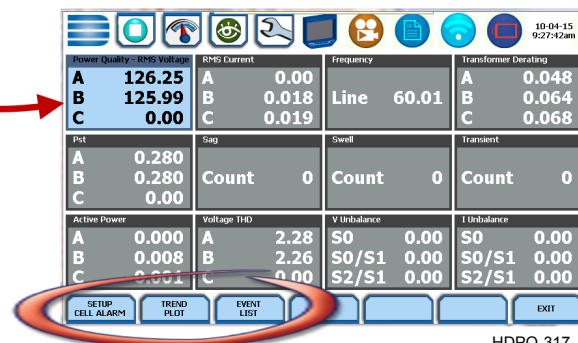 10-04-15
9:27:42am
Power Quality - RMS Voltage
A 126.25
B 125.99
C 0.00
RMS Current
A 0.00
B 0.018
C 0.019
Frequency
Line 60.01
Transformer Derating
A 0.048
B 0.064
C 0.068
Pst
A 0.280
B 0.280
C 0.00
Sag
Count 0
Swell
Count 0
Transient
Count 0
Active Power
A 0.000
B 0.008
C 0.001
Voltage THD
A 2.28
B 2.26
C 0.00
V Unbalance
S0 0.00
S0/S1 0.00
S2/S1 0.00
I Unbalance
S0 0.00
S0/S1 0.00
S2/S1 0.00
SETUP
CELL ALARM
TREND
PLOT
EVENT
LIST
EXIT
HDPQ-317